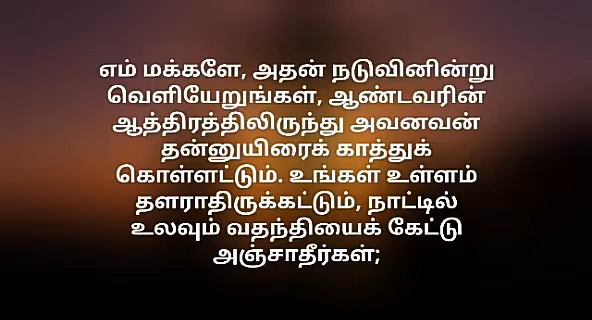 எம் மக்களே, அதன் நடுவினின்று
வெளியேறுங்கள், ஆண்டவரின்
ஆத்திரத்திலிருந்து அவனவன்
தன்னுயிரைக் காத்துக்
கொள்ளட்டும். உங்கள் உள்ளம்
தளராதிருக்கட்டும், நாட்டில்
உலவும் வதந்தியைக் கேட்டு
அஞ்சாதீர்கள்;